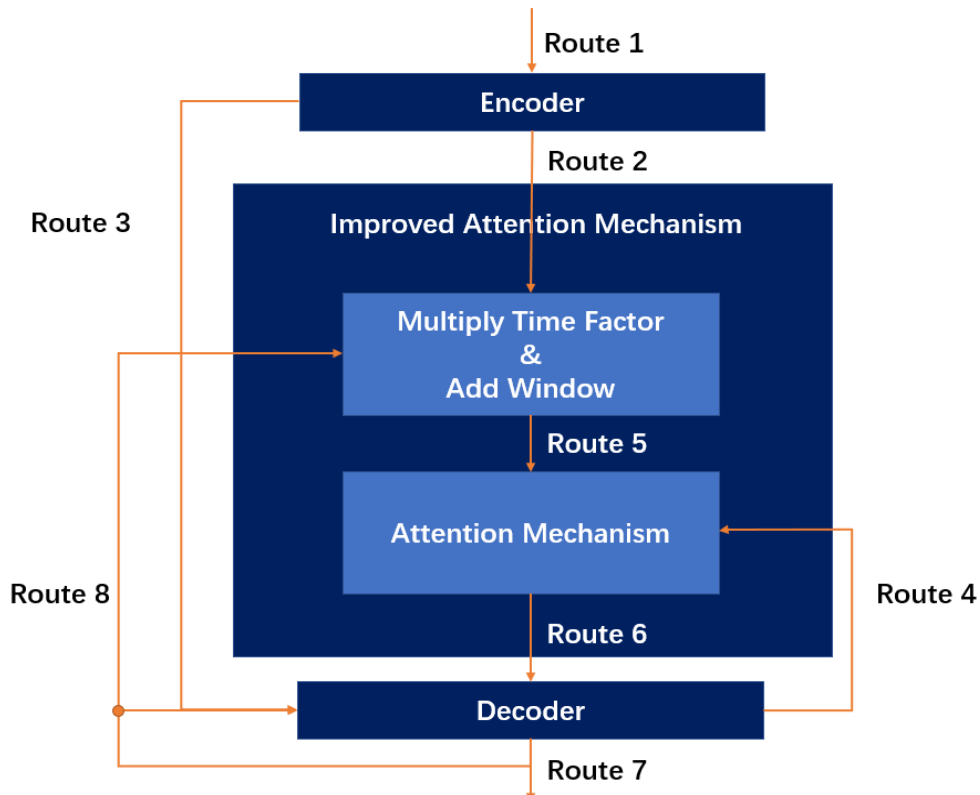 Route 1
Encoder
Route 2
Route 3
Improved Attention Mechanism
Multiply Time Factor
&
Add Window
Route 5
Attention Mechanism
Route 8
Route 4
Route 6
Decoder
Route 7